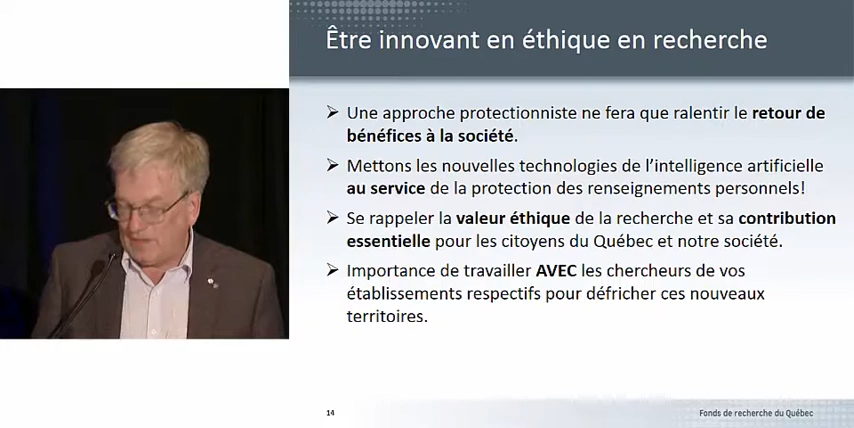 Être innovant en éthique en recherche
Une approche protectionniste ne fera que ralentir le retour de
bénéfices à la société.
Mettons les nouvelles technologies de l’intelligence artificielle
au service de la protection des renseignements personnels!
Se rappeler la valeur éthique de la recherche et sa contribution
essentielle pour les citoyens du Québec et notre société.
Importance de travailler AVEC les chercheurs de vos
établissements respectifs pour défricher ces nouveaux
territoires.
14
Fonds de recherche du Québec